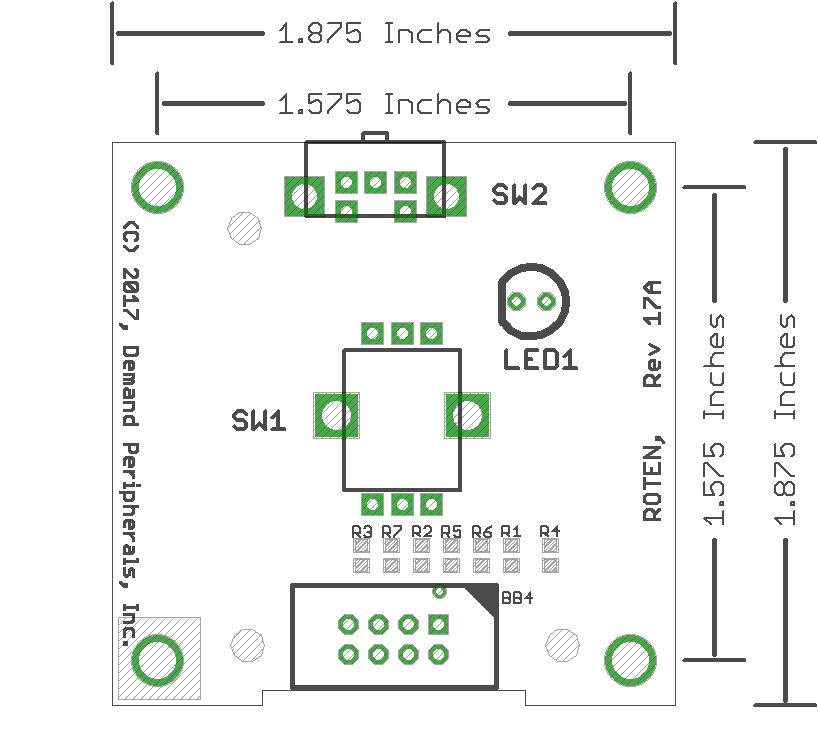 1.875 Inches
1.575 Inches
SW2
(C) 2017, Demand Peripherals, Inc.
LED1
ROTEN, Rev 17A
1.575 Inches
1.875 Inches
SW1
R3 R7 R2 R5 R6 R1 R4
BB4